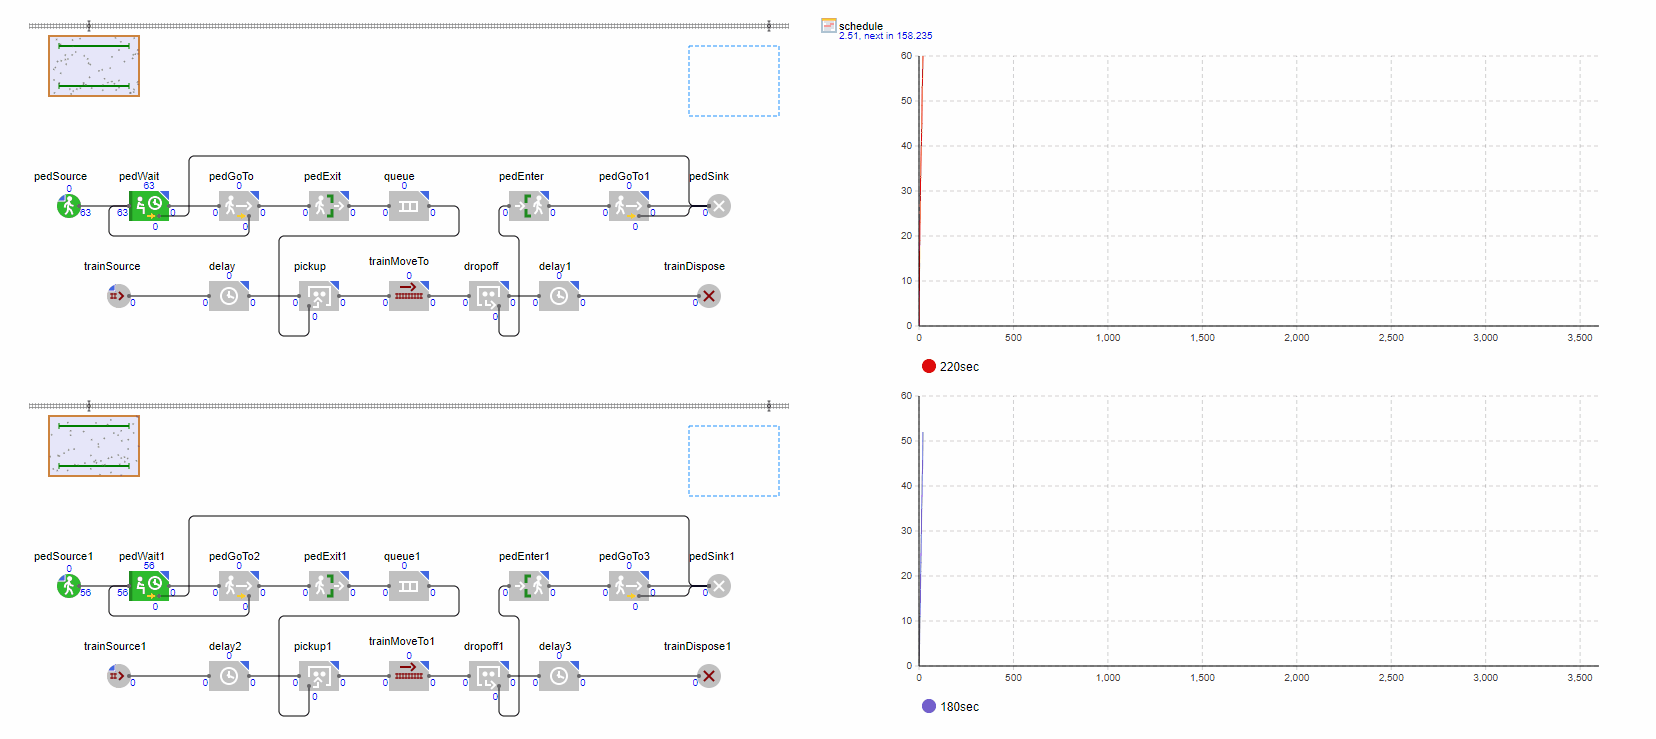 schedule
2.51, next in 158.235
60
50
40
30
20
10
0
0 500 1,000 1,500 2,000 2,500 3,000 3,500
220sec
pedSource pedWait pedGoTo pedExit queue pedEnter pedGoTo1 pedSink
0 63 0 0 0 0 0
63 63 0 0 0 0 0 0 0 0 0 0 0 0
0 0 0
trainSource delay pickup trainMoveTo dropoff delay1 trainDispose
0 0 0
0 0 0 0 0 0 0 0 0 0 0 0
0 0
60
50
40
30
20
10
0
0 500 1,000 1,500 2,000 2,500 3,000 3,500
180sec
pedSource1 pedWait1 pedGoTo2 pedExit1 queue1 pedEnter1 pedGoTo3 pedSink1
0 56 0 0 0 0 0
56 56 0 0 0 0 0 0 0 0 0 0 0 0
0 0 0
trainSource1 delay2 pickup1 trainMoveTo1 dropoff1 delay3 trainDispose1
0 0 0
0 0 0 0 0 0 0 0 0 0 0 0
0 0